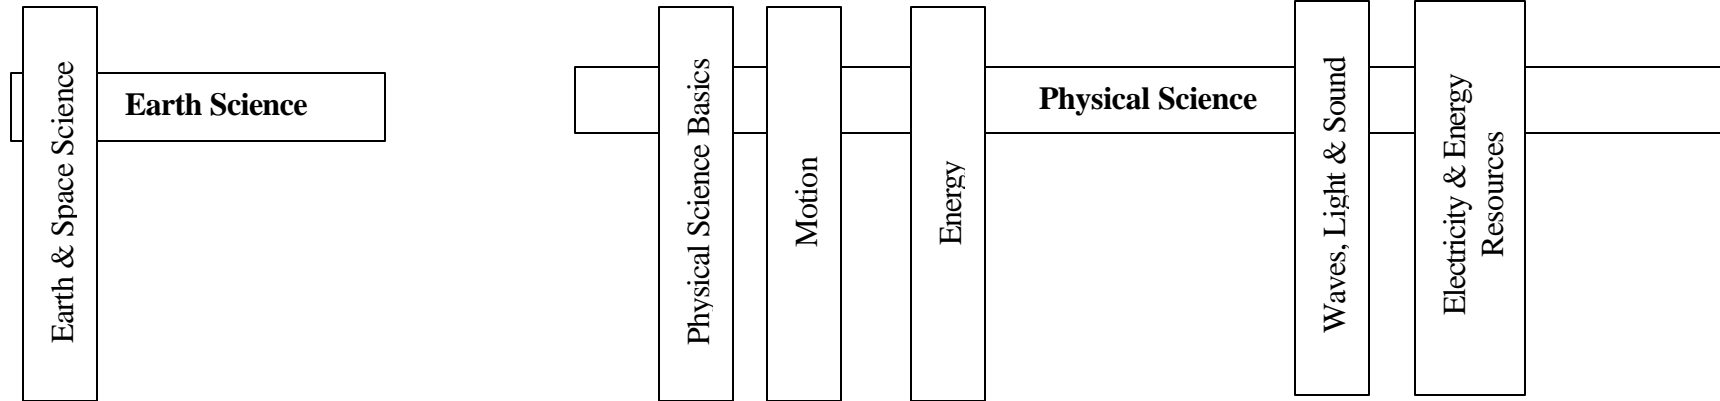 Earth & Space Science
Earth Science
Physical Science Basics
Motion
Energy
Physical Science
Waves, Light & Sound
Electricity & Energy
Resources